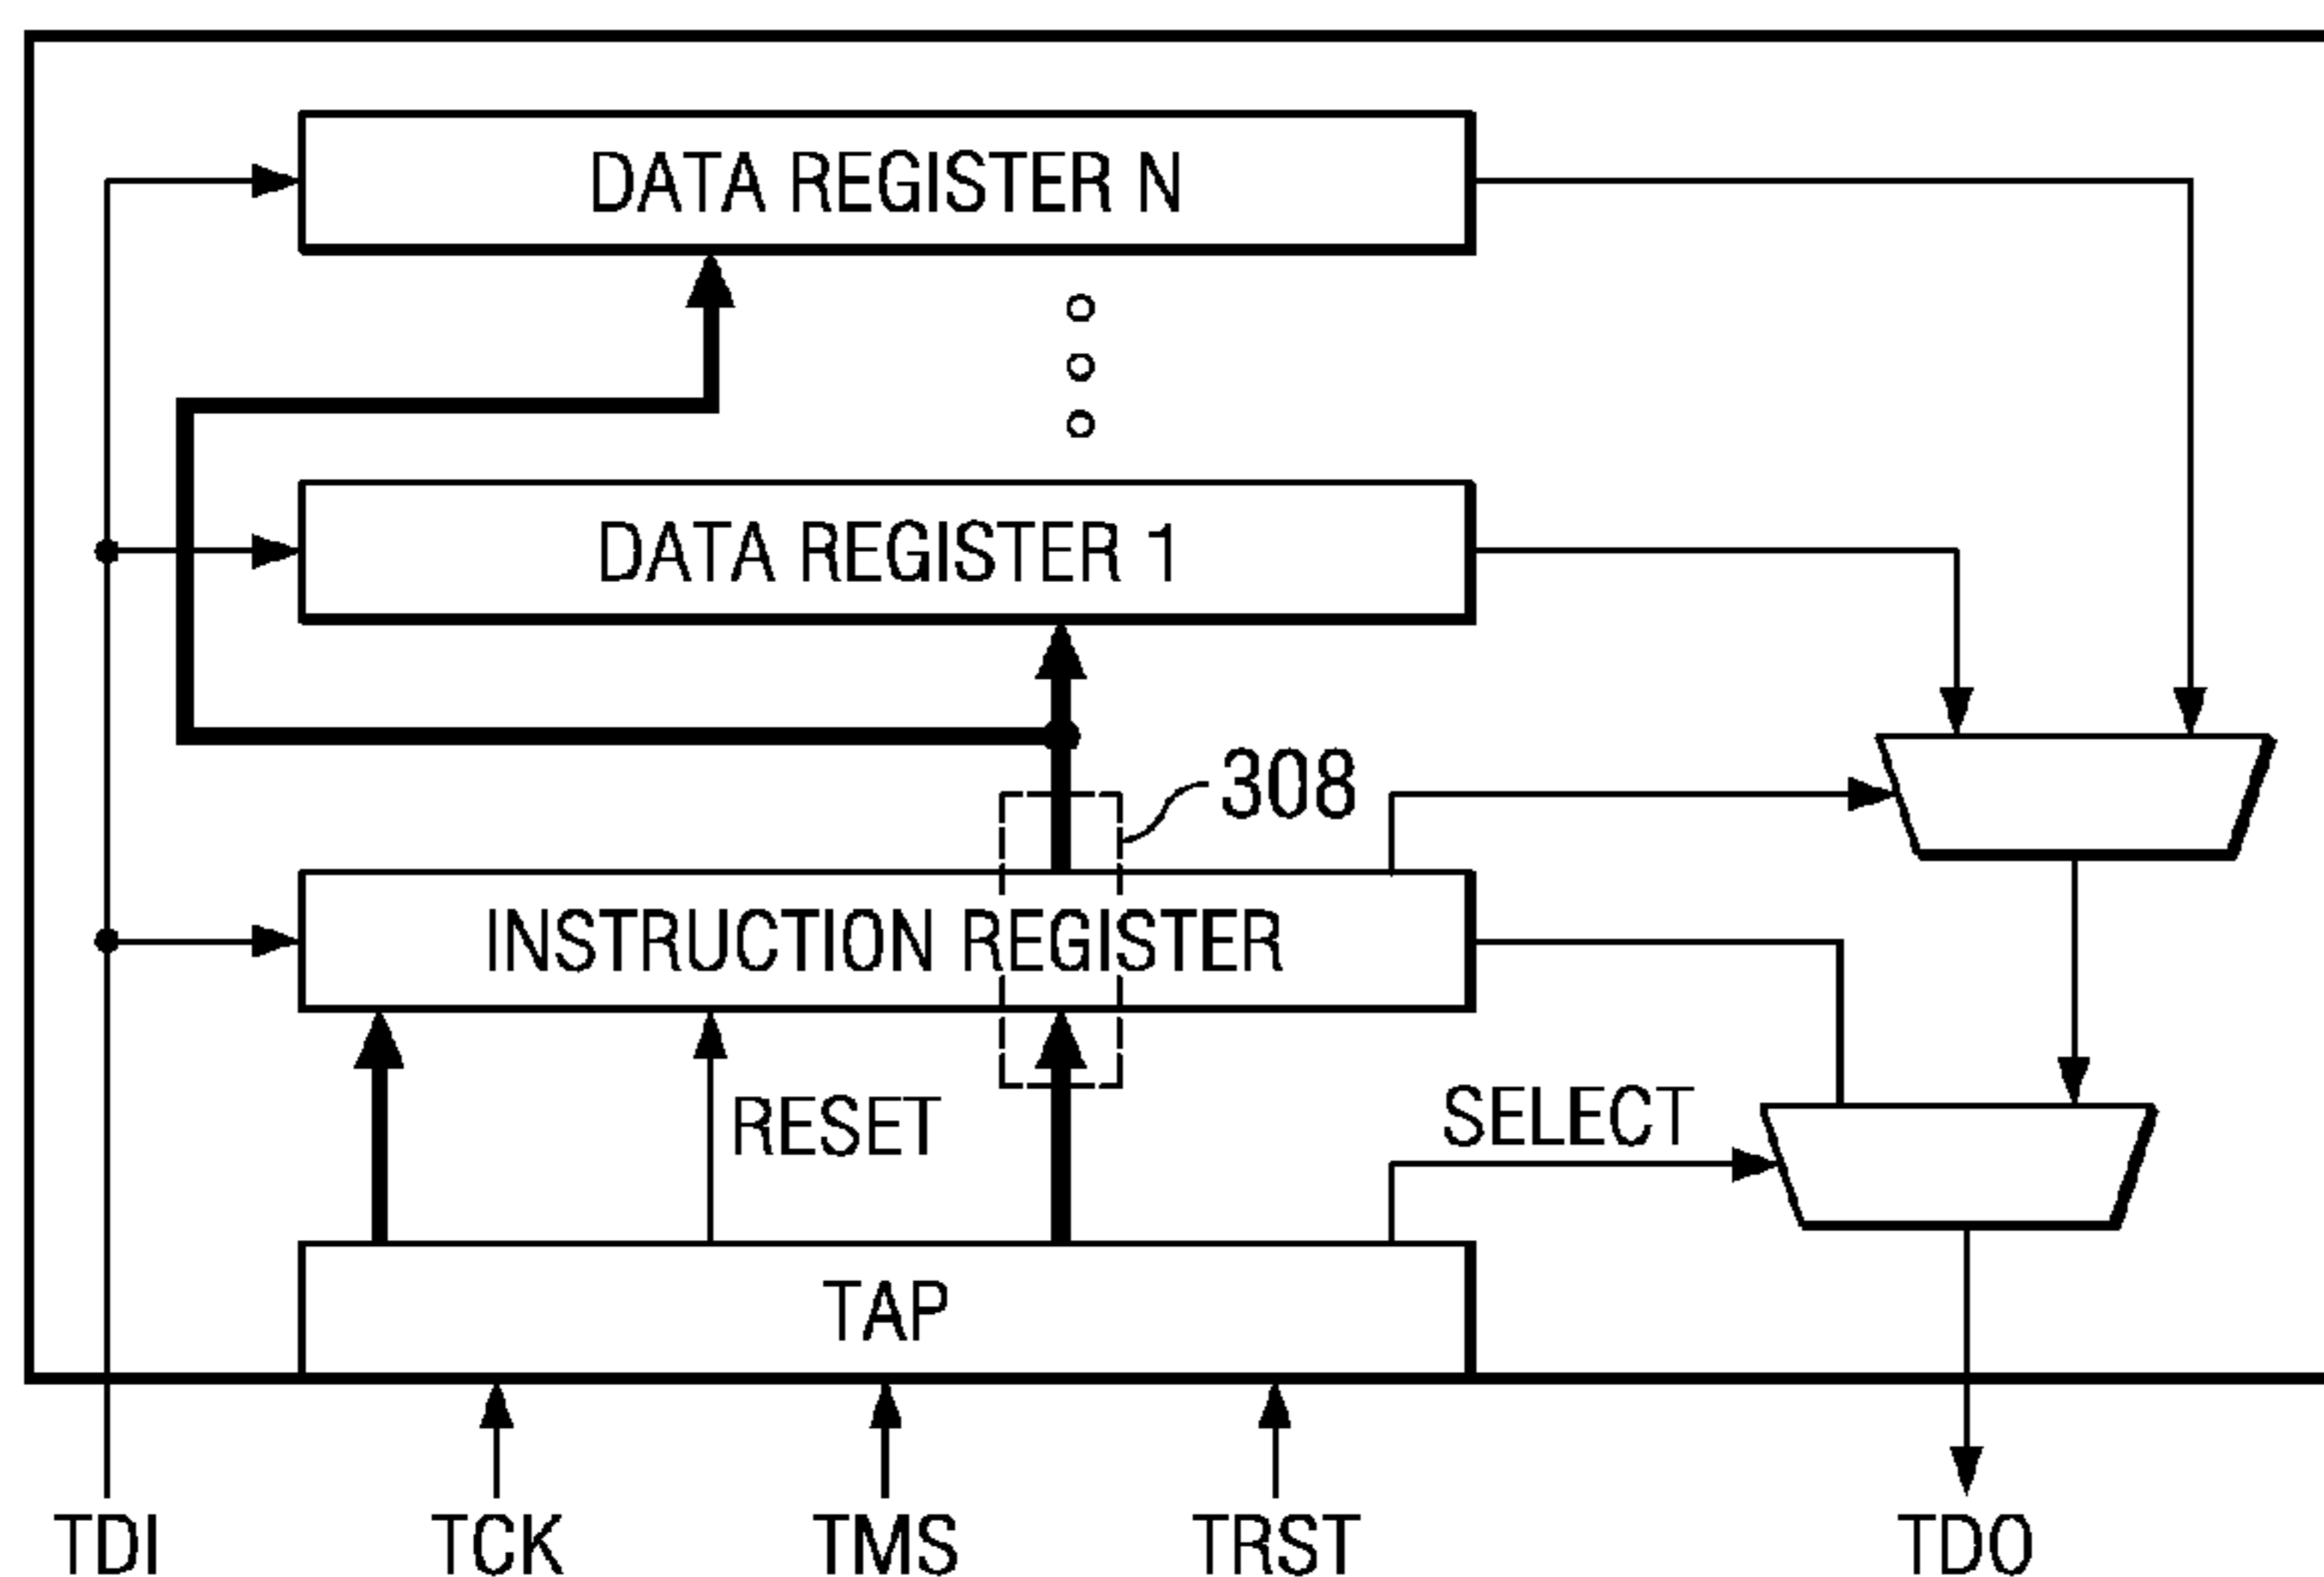 DATA REGISTER N
DATA REGISTER 1
308
INSTRUCTION REGISTER
RESET
SELECT
TAP
TDI
TCK
TMS
TRST
TDO